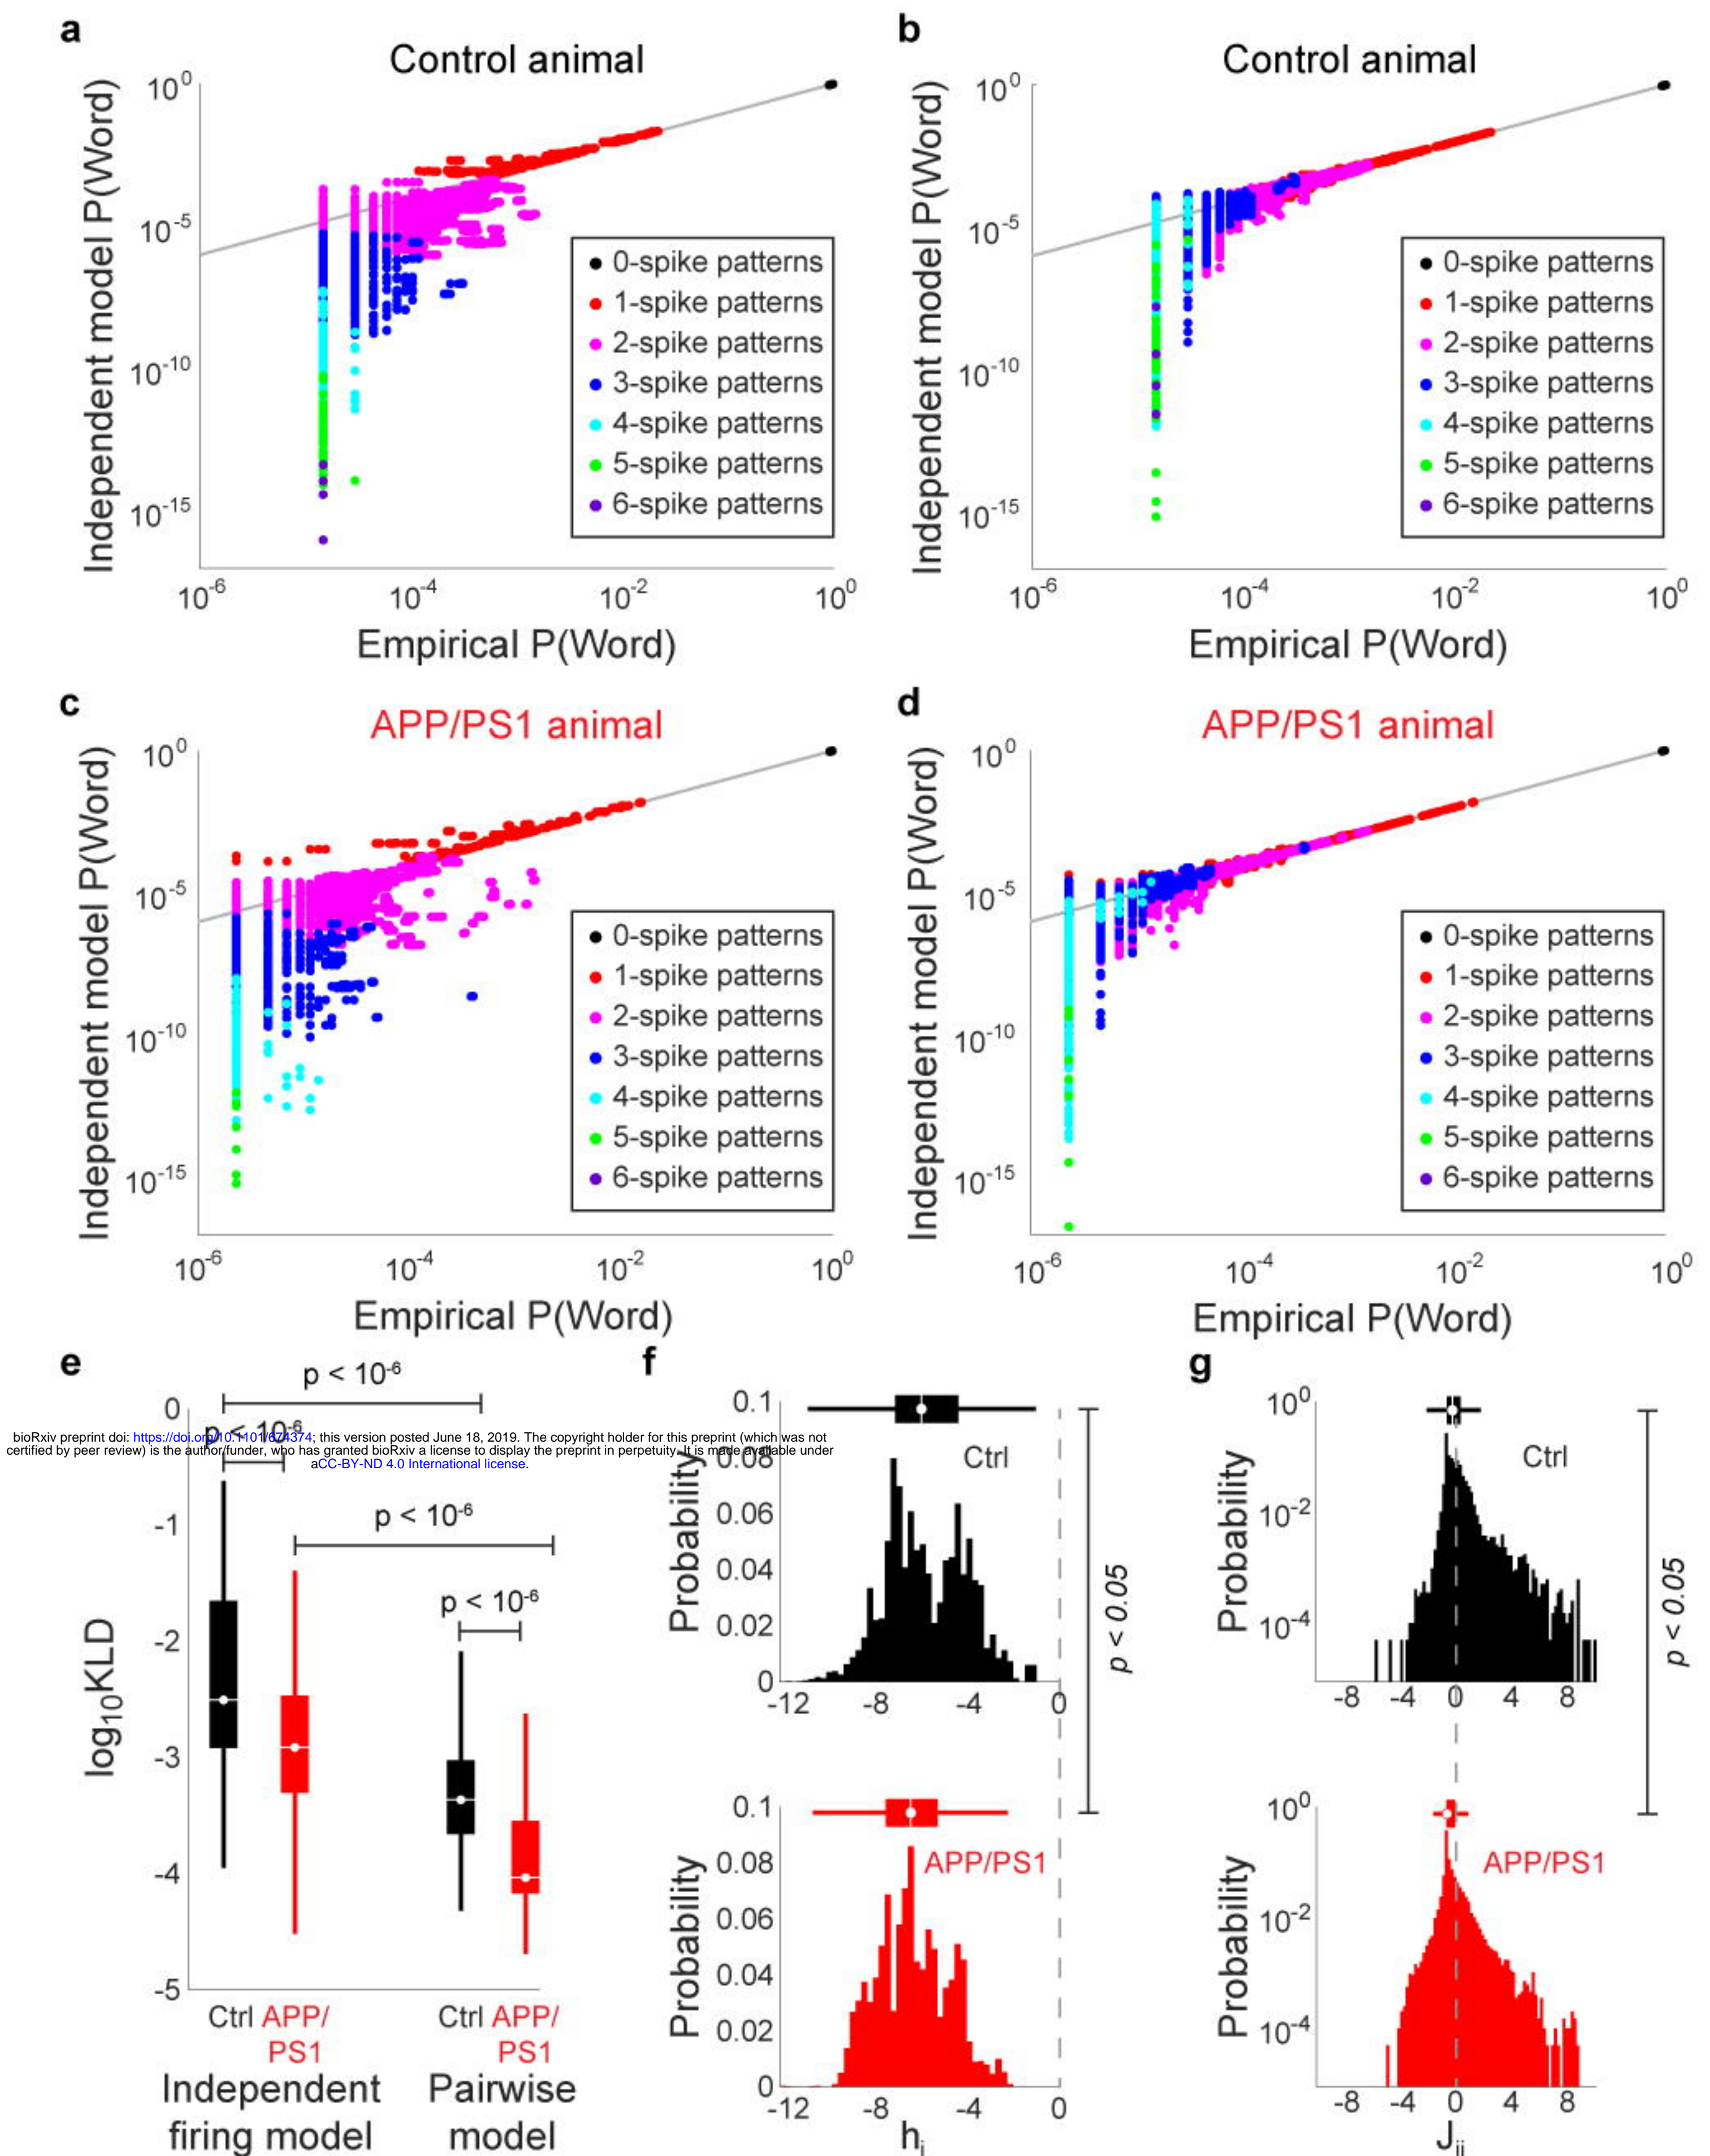 a
Control animal
Independent model P(Word)
10^0
10^-5
10^-10
10^-15
0-spike patterns
1-spike patterns
2-spike patterns
3-spike patterns
4-spike patterns
5-spike patterns
6-spike patterns
10^-6 10^-4 10^-2 10^0
Empirical P(Word)
b
Control animal
Independent model P(Word)
10^0
10^-5
10^-10
10^-15
0-spike patterns
1-spike patterns
2-spike patterns
3-spike patterns
4-spike patterns
5-spike patterns
6-spike patterns
10^-6 10^-4 10^-2 10^0
Empirical P(Word)
c
APP/PS1 animal
Independent model P(Word)
10^0
10^-5
10^-10
10^-15
0-spike patterns
1-spike patterns
2-spike patterns
3-spike patterns
4-spike patterns
5-spike patterns
6-spike patterns
10^-6 10^-4 10^-2 10^0
Empirical P(Word)
d
APP/PS1 animal
Independent model P(Word)
10^0
10^-5
10^-10
10^-15
0-spike patterns
1-spike patterns
2-spike patterns
3-spike patterns
4-spike patterns
5-spike patterns
6-spike patterns
10^-6 10^-4 10^-2 10^0
Empirical P(Word)
e
p < 10^-6
p < 10^-6
bioRxiv preprint doi: https://doi.org/10.1101/674374; this version posted June 18, 2019. The copyright holder for this preprint (which was not
certified by peer review) is the author/funder, who has granted bioRxiv a license to display the preprint in perpetuity. It is made available under
aCC-BY-ND 4.0 International license.
p < 10^-6
p < 10^-6
log10KLD
0
-1
-2
-3
-4
-5
Ctrl APP/
PS1
Ctrl APP/
PS1
Independent
firing model
Pairwise
model
f
Probability
0.1
0.08
0.06
0.04
0.02
0
Ctrl
-12 -8 -4 0
p < 0.05
Probability
0.1
0.08
0.06
0.04
0.02
0
APP/PS1
-12 -8 -4 0
h_i
g
Probability
10^0
10^-2
10^-4
Ctrl
-8 -4 0 4 8
p < 0.05
Probability
10^0
10^-2
10^-4
APP/PS1
-8 -4 0 4 8
J_ij